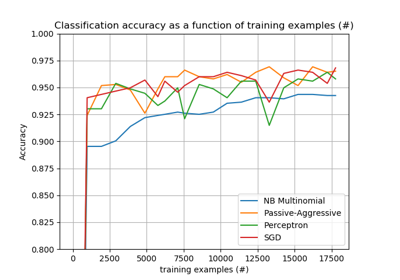 Classification accuracy as a function of training examples (#)
1.000
0.975
0.950
0.925
0.900
0.875
0.850
0.825
0.800
Accuracy
0 2500 5000 7500 10000 12500 15000 17500
training examples (#)
NB Multinomial
Passive-Aggressive
Perceptron
SGD